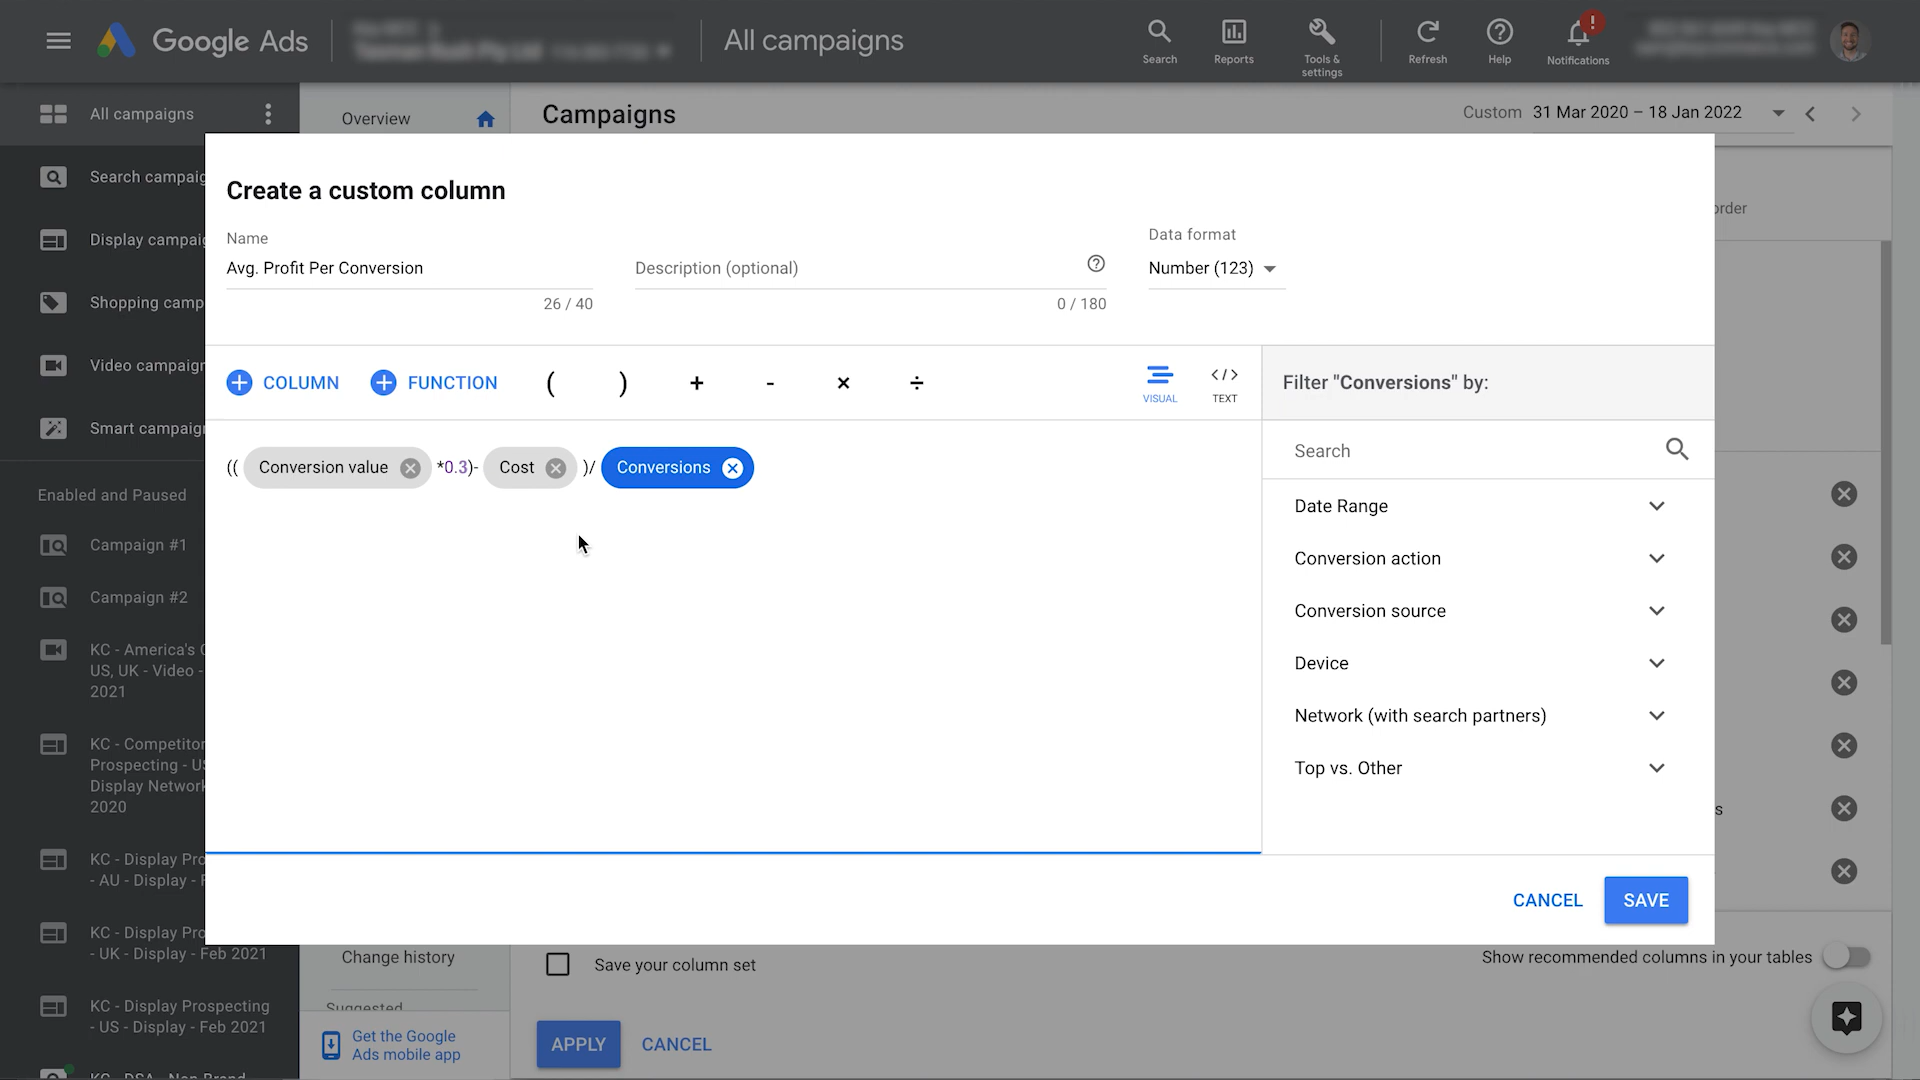 Google Ads
All campaigns
Search
Reports
Tools &
settings
Refresh
Help
!
Notifications
All campaigns
Overview
Campaigns
Custom 31 Mar 2020 – 18 Jan 2022
Search campaig
Display campaig
Shopping camp
Video campaign
Smart campaign
Enabled and Paused
Campaign #1
Campaign #2
KC - America's
US, UK - Video -
2021
KC - Competitor
Prospecting - US
Display Network
2020
KC - Display Pro
- AU - Display - F
KC - Display Pro
- UK - Display - Feb 2021
KC - Display Prospecting
- US - Display - Feb 2021
KC - DSA - Non Brand
Create a custom column
Name
Avg. Profit Per Conversion
26 / 40
Description (optional)
0 / 180
Data format
Number (123)
COLUMN
FUNCTION
( ) + - × ÷
VISUAL
</> TEXT
Filter "Conversions" by:
(( Conversion value *0.3)- Cost )/ Conversions
Search
Date Range
Conversion action
Conversion source
Device
Network (with search partners)
Top vs. Other
CANCEL
SAVE
order
s
Change history
Suggested
Get the Google
Ads mobile app
Save your column set
Show recommended columns in your tables
APPLY
CANCEL